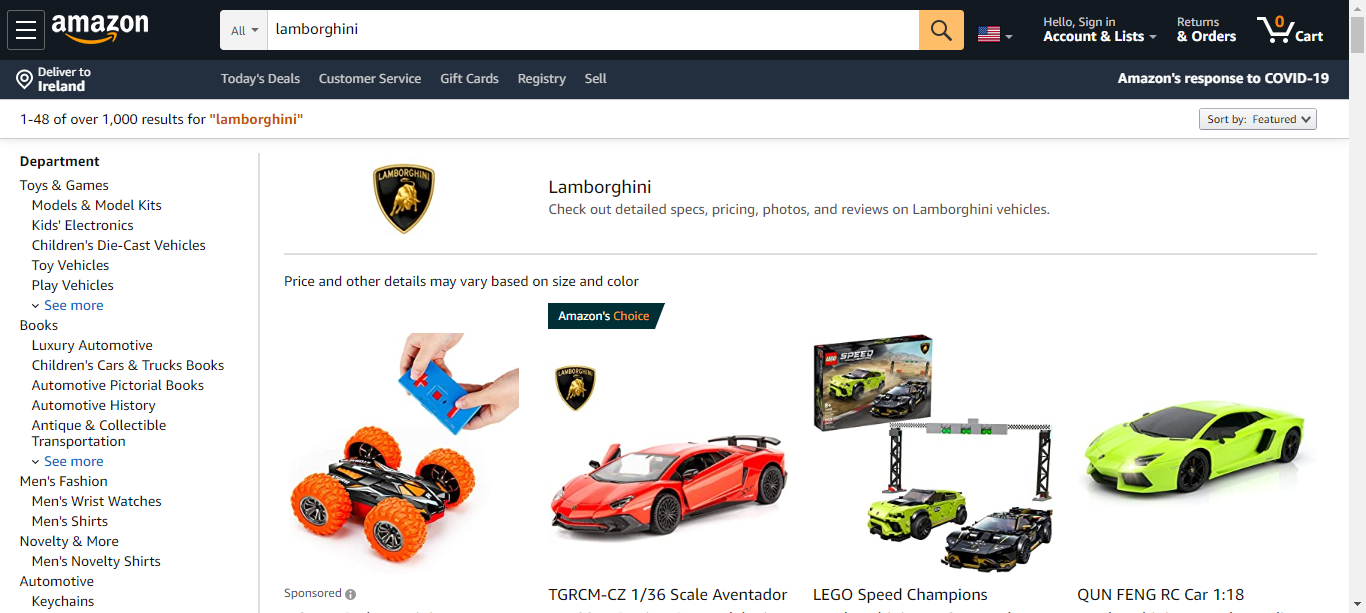 amazon
All
lamborghini
Hello, Sign in
Account & Lists
Returns
& Orders
0
Cart
Deliver to
Ireland
Today's Deals
Customer Service
Gift Cards
Registry
Sell
Amazon's response to COVID-19
1-48 of over 1,000 results for "lamborghini"
Sort by: Featured
Department
Toys & Games
Models & Model Kits
Kids' Electronics
Children's Die-Cast Vehicles
Toy Vehicles
Play Vehicles
See more
Books
Luxury Automotive
Children's Cars & Trucks Books
Automotive Pictorial Books
Automotive History
Antique & Collectible
Transportation
See more
Men's Fashion
Men's Wrist Watches
Men's Shirts
Novelty & More
Men's Novelty Shirts
Automotive
Keychains
LAMBORGHINI
Lamborghini
Check out detailed specs, pricing, photos, and reviews on Lamborghini vehicles.
Price and other details may vary based on size and color
Amazon's Choice
LAMBORGHINI
LEGO
SPEED
Sponsored
TGRCM-CZ 1/36 Scale Aventador
LEGO Speed Champions
QUN FENG RC Car 1:18